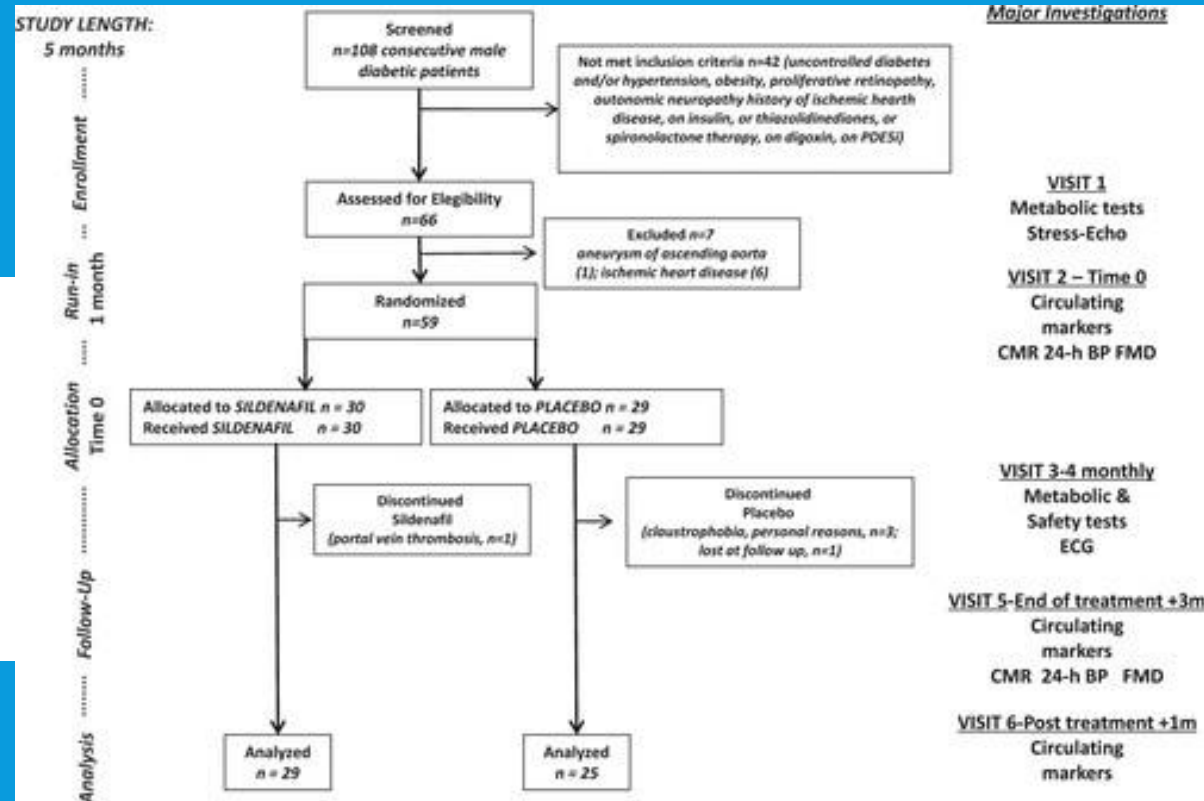 STUDY LENGTH:
5 months
Enrollment
Run-in
1 month
Allocation
Time 0
Follow-Up
Analysis
Screened
n=108 consecutive male
diabetic patients
Not met inclusion criteria n=42 (uncontrolled diabetes
and/or hypertension, obesity, proliferative retinopathy,
autonomic neuropathy history of ischemic hearth
disease, on insulin, or thiazolidinediones, or
spironolactone therapy, on digoxin, on PDE5i)
Assessed for Elegibility
n=66
Excluded n=7
aneurysm of ascending aorta
(1); ischemic heart disease (6)
Randomized
n=59
Allocated to SILDENAFIL n = 30
Received SILDENAFIL n = 30
Allocated to PLACEBO n = 29
Received PLACEBO n = 29
Discontinued
Sildenafil
(portal vein thrombosis, n=1)
Discontinued
Placebo
(claustrophobia, personal reasons, n=3;
lost at follow up, n=1)
Analyzed
n = 29
Analyzed
n = 25
Major Investigations
VISIT 1
Metabolic tests
Stress-Echo
VISIT 2 – Time 0
Circulating
markers
CMR 24-h BP FMD
VISIT 3-4 monthly
Metabolic &
Safety tests
ECG
VISIT 5-End of treatment +3m
Circulating
markers
CMR 24-h BP FMD
VISIT 6-Post treatment +1m
Circulating
markers